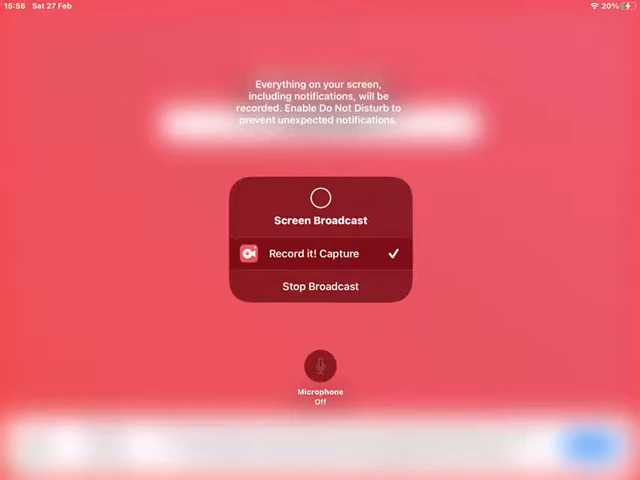 15:56 Sat 27 Feb 20%
Everything on your screen,
including notifications, will be
recorded. Enable Do Not Disturb to
prevent unexpected notifications.
Screen Broadcast
Record it! Capture
Stop Broadcast
Microphone
Off